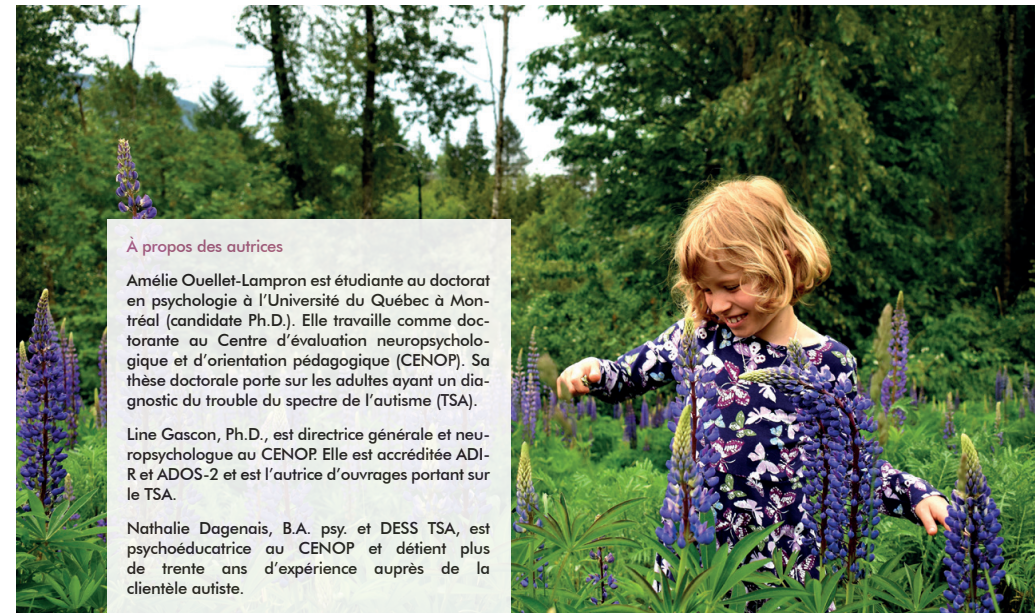 À propos des autrices
Amélie Ouellet-Lampron est étudiante au doctorat
en psychologie à l'Université du Québec à Mon-
tréal (candidate Ph.D.). Elle travaille comme doc-
torante au Centre d'évaluation neuropsycholo-
gique et d'orientation pédagogique (CENOP). Sa
thèse doctorale porte sur les adultes ayant un dia-
gnostic du trouble du spectre de l'autisme (TSA).
Line Gascon, Ph.D., est directrice générale et neu-
ropsychologue au CENOP. Elle est accréditée ADI-
R et ADOS-2 et est l'autrice d'ouvrages portant sur
le TSA.
Nathalie Dagenais, B.A. psy. et DESS TSA, est
psychoéducatrice au CENOP et détient plus
de trente ans d'expérience auprès de la
clientèle autiste.